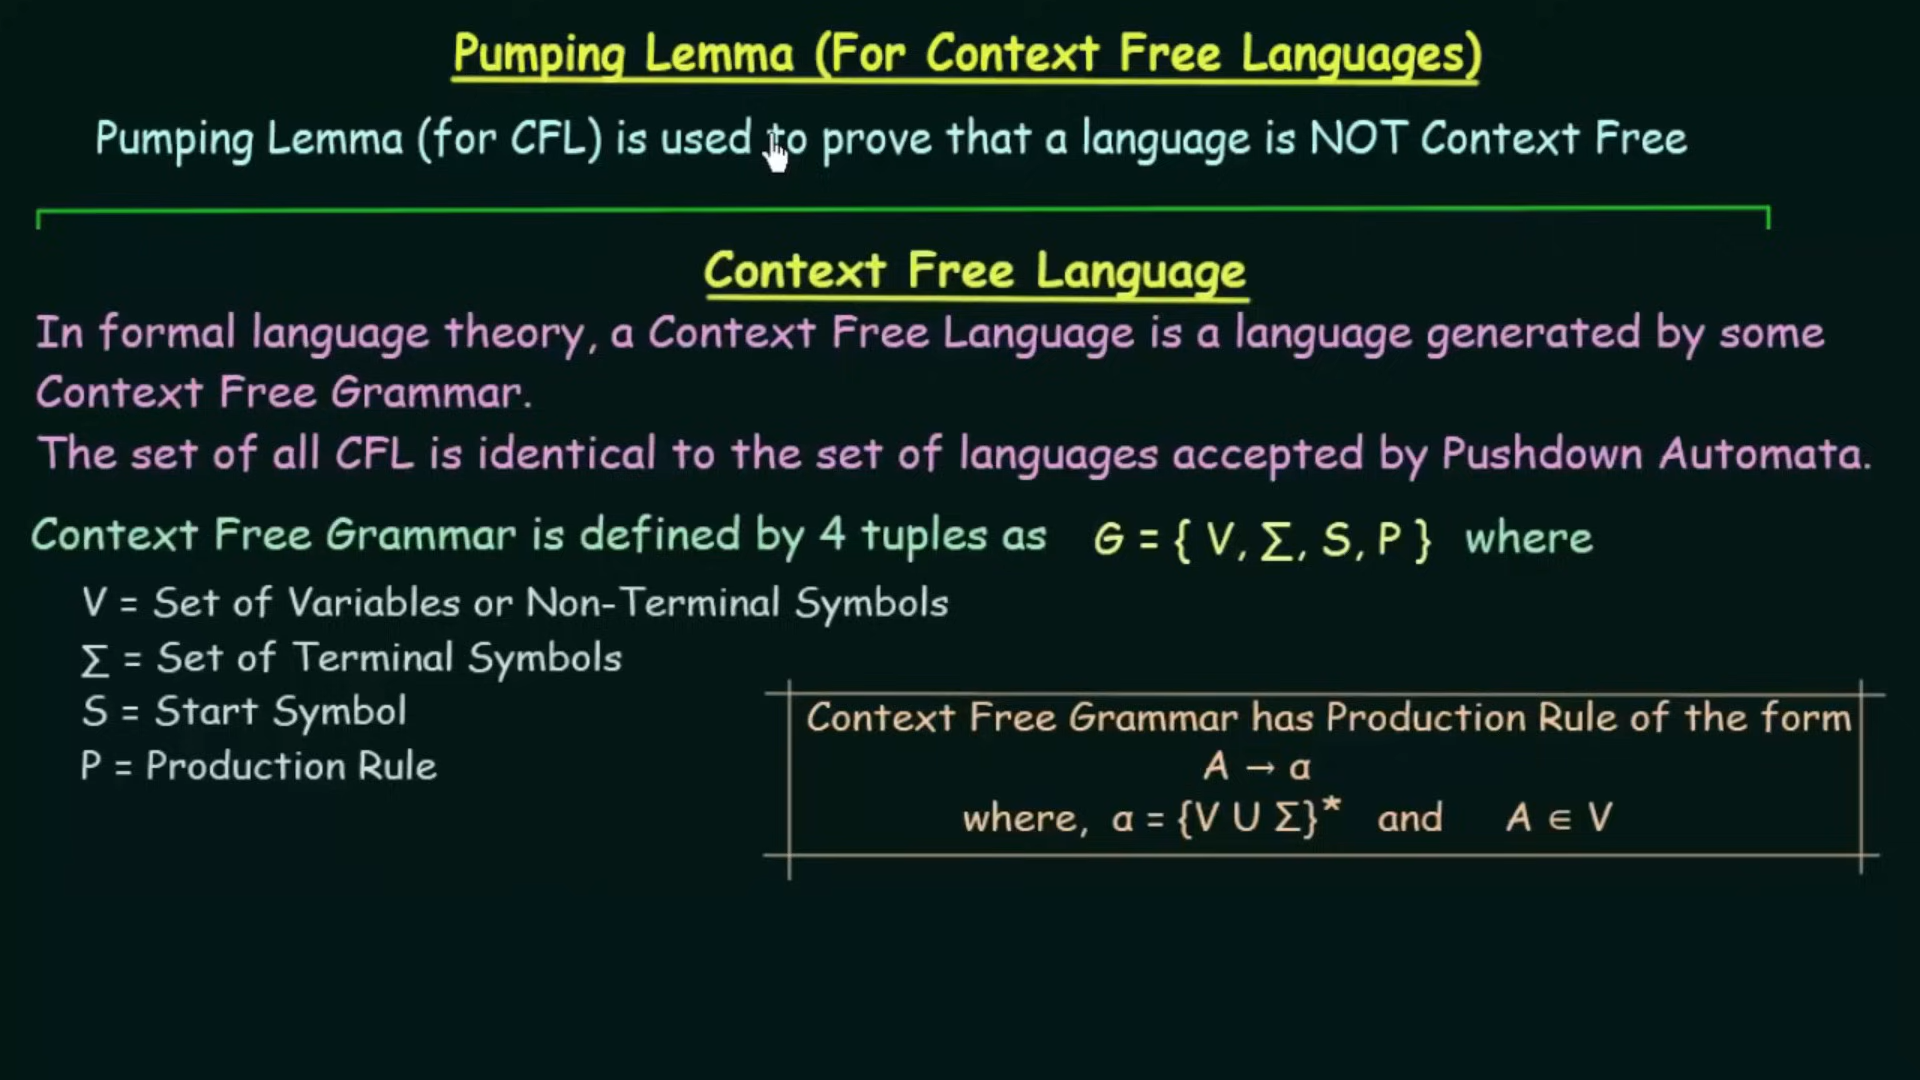 Pumping Lemma (For Context Free Languages)
Pumping Lemma (for CFL) is used to prove that a language is NOT Context Free
Context Free Language
In formal language theory, a Context Free Language is a language generated by some
Context Free Grammar.
The set of all CFL is identical to the set of languages accepted by Pushdown Automata.
Context Free Grammar is defined by 4 tuples as G = { V, Σ, S, P } where
V = Set of Variables or Non-Terminal Symbols
Σ = Set of Terminal Symbols
S = Start Symbol
P = Production Rule
Context Free Grammar has Production Rule of the form
A → α
where, α = {V ∪ Σ}* and A ∈ V